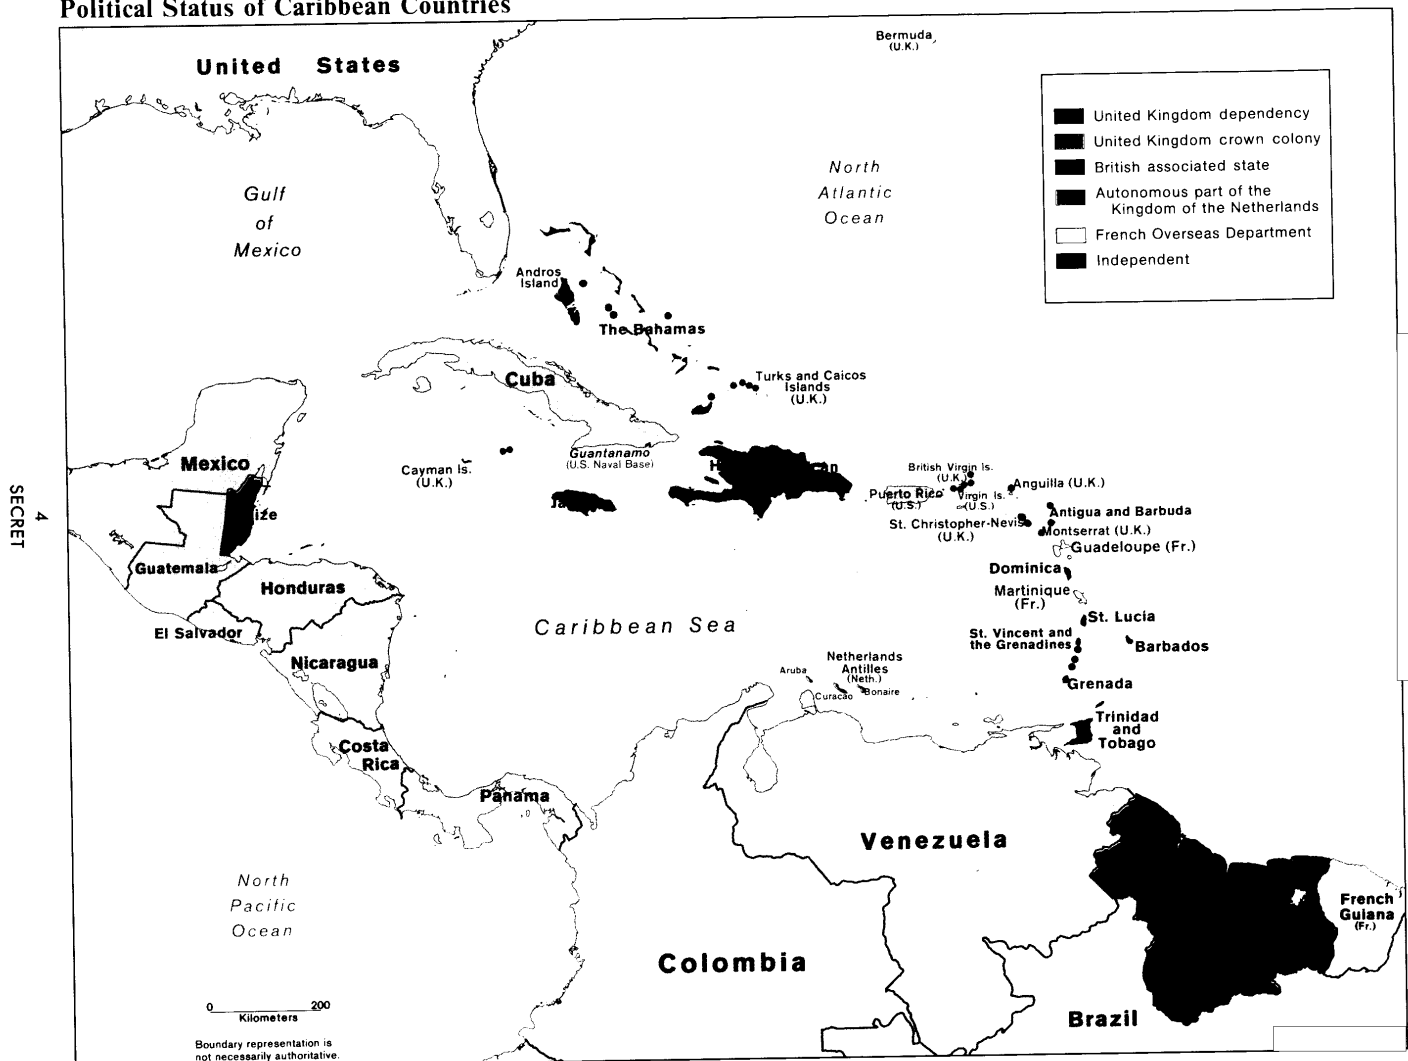 Political Status of Caribbean Countries
Bermuda
(U.K.)
United States
United Kingdom dependency
United Kingdom crown colony
British associated state
Autonomous part of the
Kingdom of the Netherlands
French Overseas Department
Independent
North
Atlantic
Ocean
Gulf
of
Mexico
Andros
Island
The Bahamas
Cuba
Turks and Caicos
Islands
(U.K.)
Guantanamo
(U.S. Naval Base)
Cayman Is.
(U.K.)
Mexico
British Virgin Is.
(U.K.)
Puerto Rico
(U.S.)
Virgin Is.
(U.S.)
Anguilla (U.K.)
St. Christopher-Nevis
(U.K.)
Antigua and Barbuda
Montserrat (U.K.)
Guadeloupe (Fr.)
Dominica
Martinique
(Fr.)
St. Lucia
St. Vincent and
the Grenadines
Barbados
Grenada
Trinidad
and
Tobago
Netherlands
Antilles
(Neth.)
Aruba
Curacao
Bonaire
Caribbean Sea
Guatemala
Honduras
El Salvador
Nicaragua
Costa
Rica
Panama
Venezuela
Colombia
Brazil
French
Guiana
(Fr.)
North
Pacific
Ocean
0 200
Kilometers
Boundary representation is
not necessarily authoritative.
SECRET
4